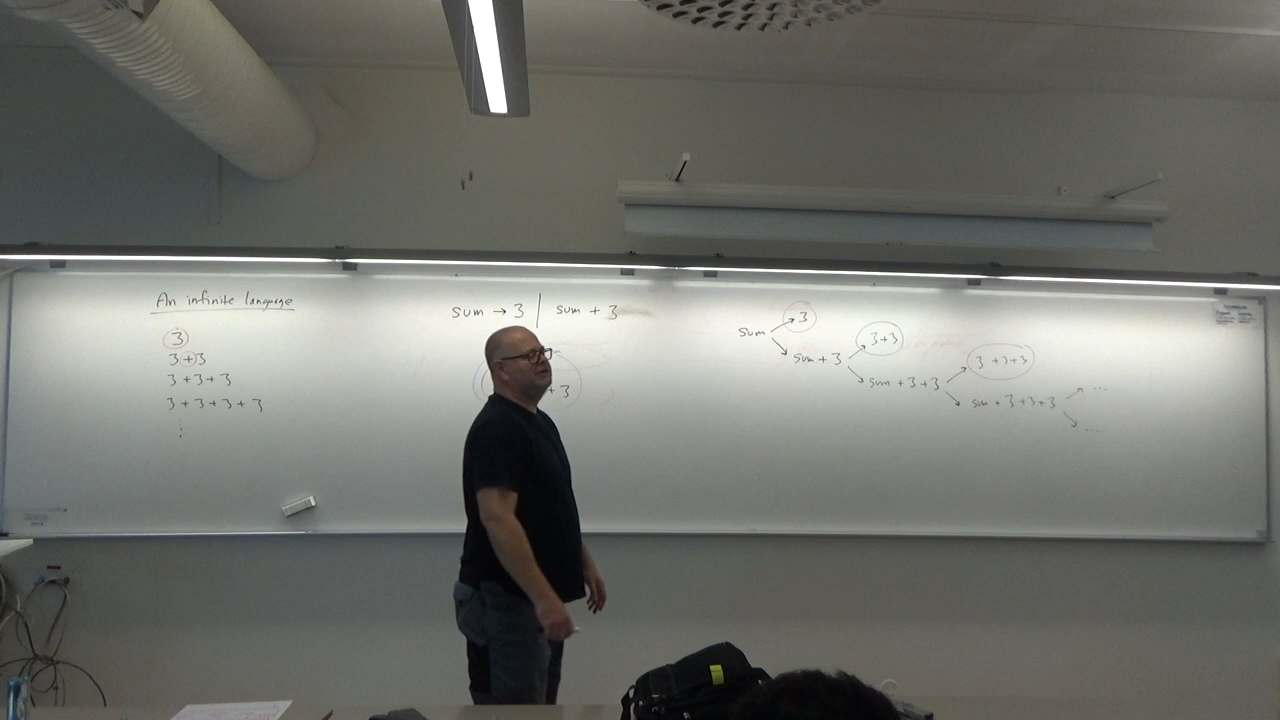 An infinite language
3
3+3
3+3+3
3+3+3+3
⋮
sum → 3 | sum + 3
+ 3
sum
3
sum + 3
3+3
sum + 3 + 3
3+3+3
sum + 3 + 3 + 3
...
...